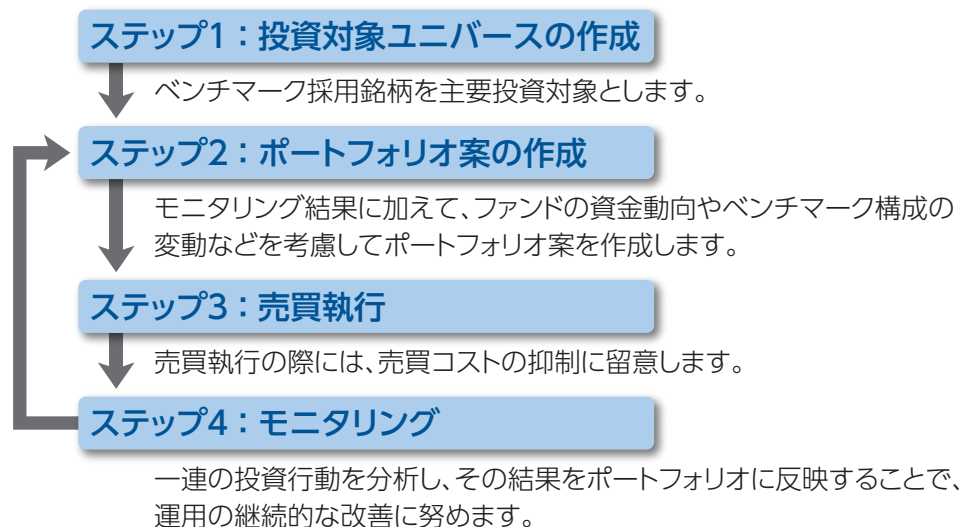 ステップ1：投資対象ユニバースの作成
ベンチマーク採用銘柄を主要投資対象とします。
ステップ2：ポートフォリオ案の作成
モニタリング結果に加えて、ファンドの資金動向やベンチマーク構成の
変動などを考慮してポートフォリオ案を作成します。
ステップ3：売買執行
売買執行の際には、売買コストの抑制に留意します。
ステップ4：モニタリング
一連の投資行動を分析し、その結果をポートフォリオに反映することで、
運用の継続的な改善に努めます。